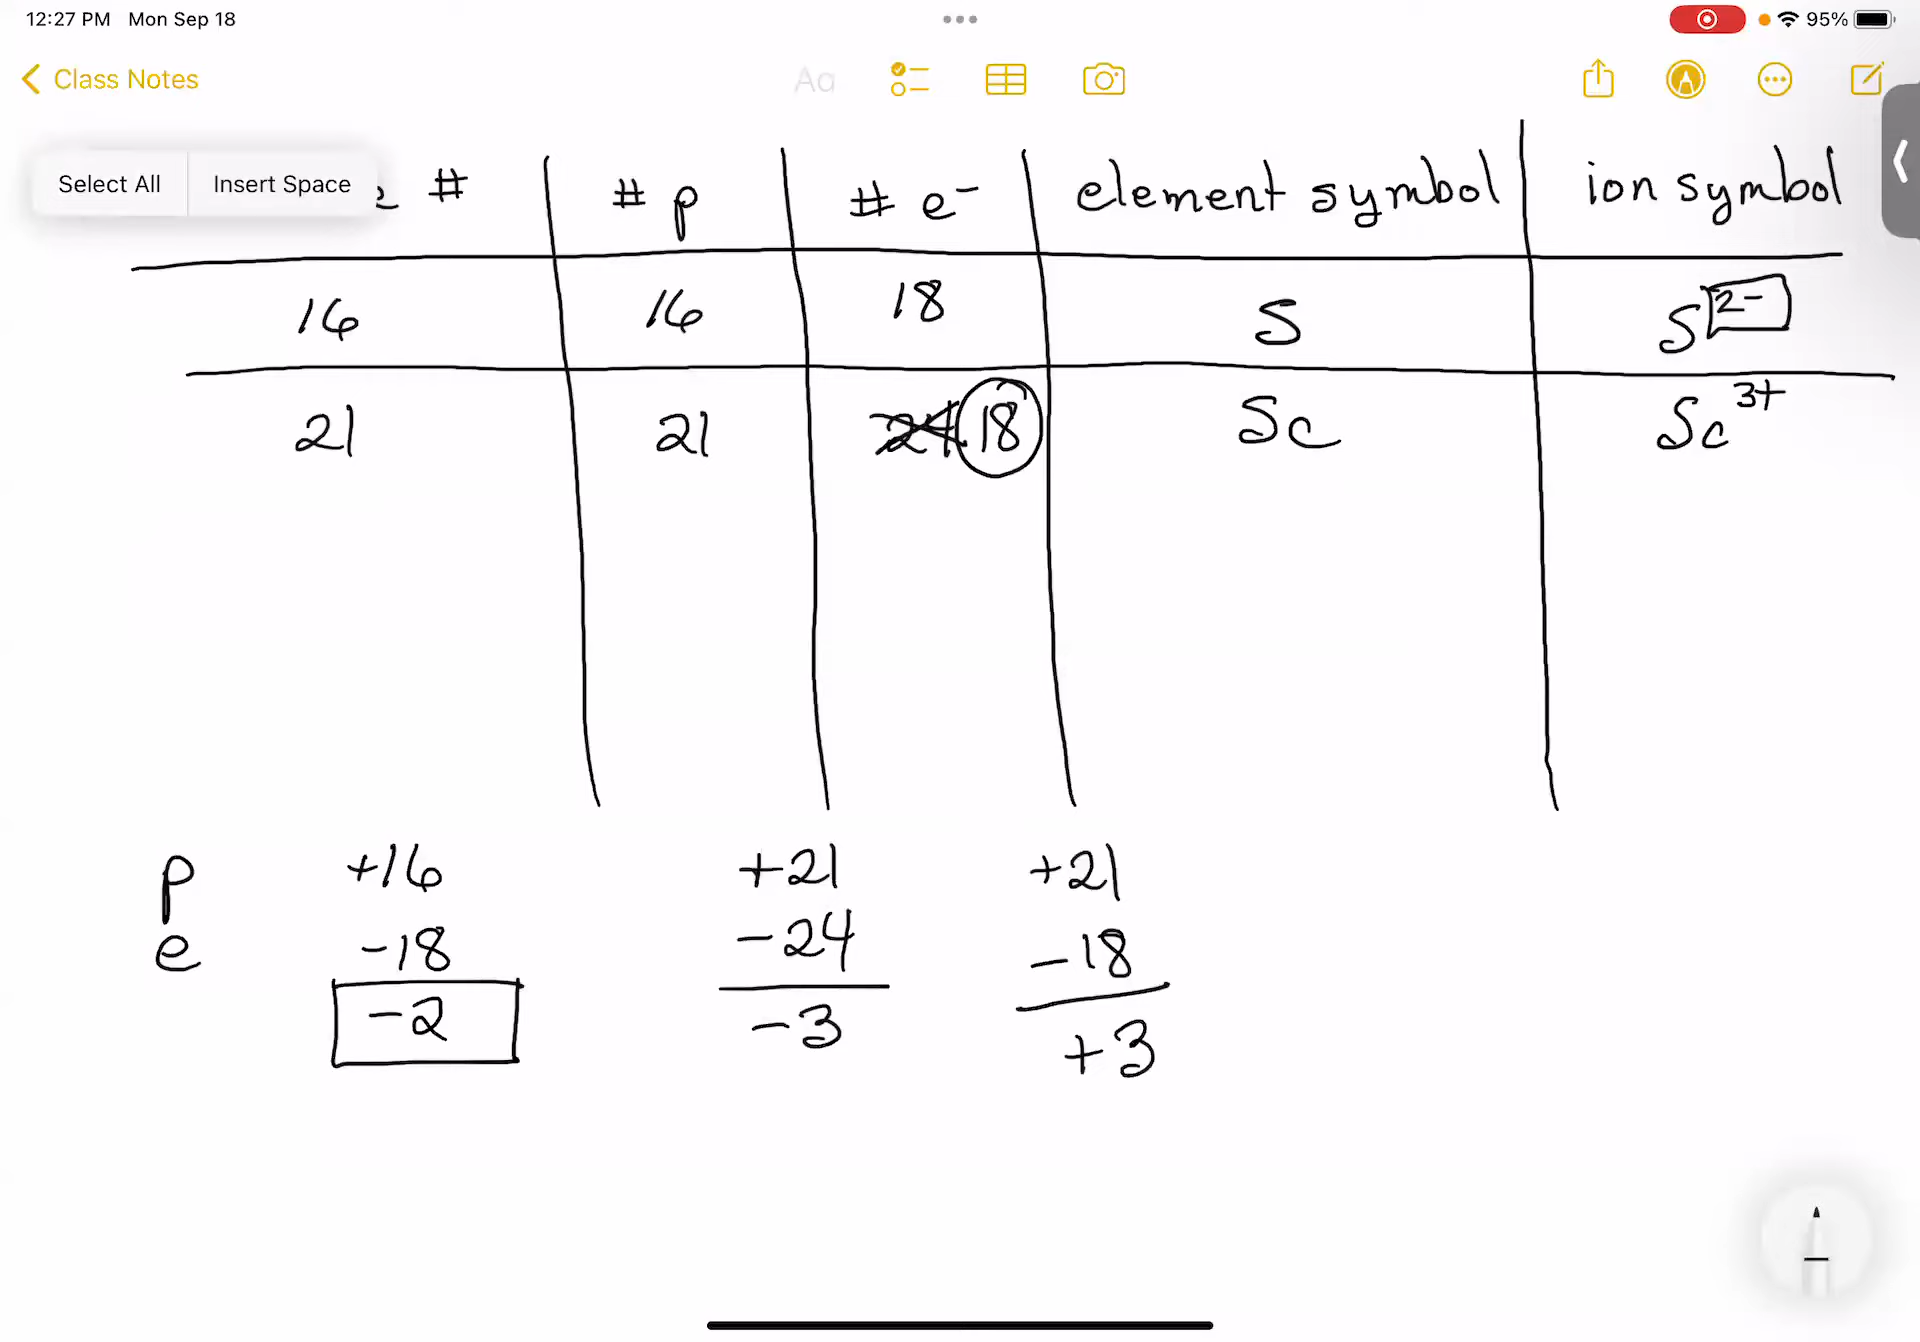 12:27 PM Mon Sep 18
95%
Class Notes
Aa
Select All Insert Space
e # # p # e⁻ element symbol ion symbol
16 16 18 S S²⁻
21 21 24 18 Sc Sc³⁺
p +16 +21 +21
e -18 -24 -18
-2 -3 +3